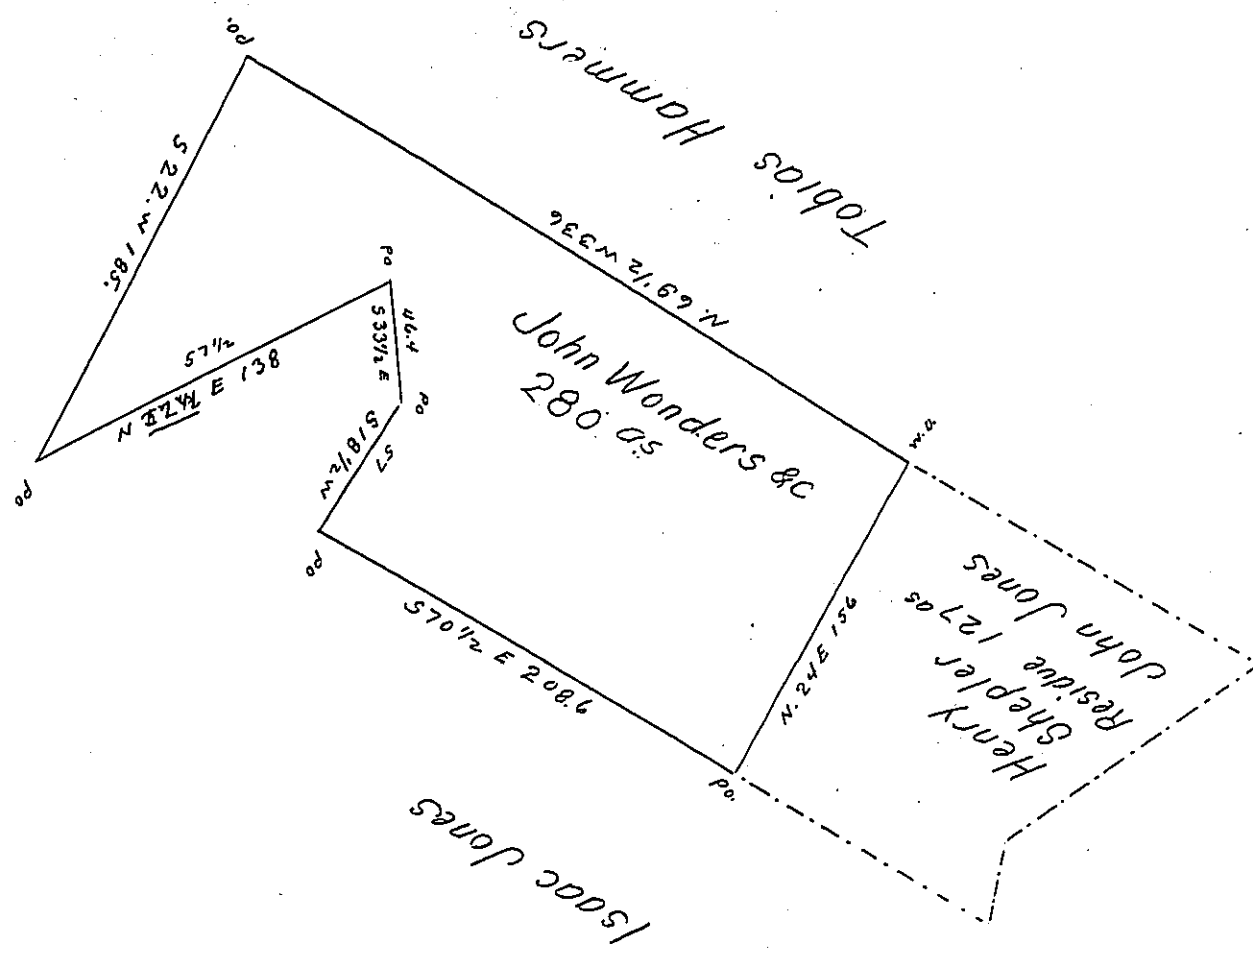 Tobias Hammers
po.
N. 69 1/2 W 336
S 22. W 185.
po
46.4
S 33 1/2 E
po
57 1/2
N E 138
po
57
S 18 1/2 W
po
John Wonders &C
280 as
w.o.
N. 24 E 156
S 70 1/2 E 208.6
po.
John Jones
Residue 127 as
Henry
Shepler
Isaac Jones